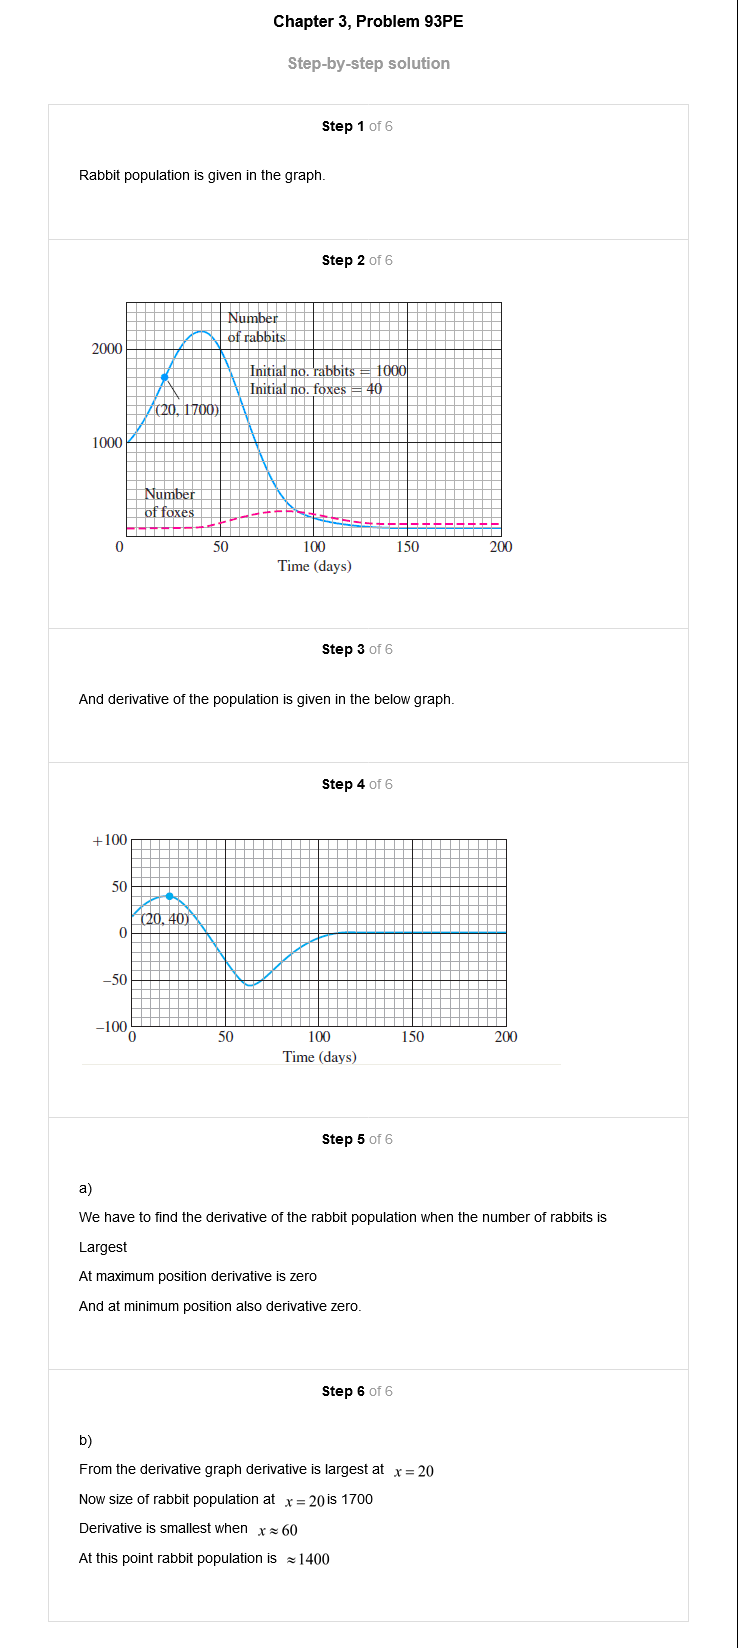 Chapter 3, Problem 93PE
Step-by-step solution
Step 1 of 6
Rabbit population is given in the graph.
Step 2 of 6
Number
of rabbits
2000
Initial no. rabbits = 1000
Initial no. foxes = 40
(20, 1700)
1000
Number
of foxes
0 50 100 150 200
Time (days)
Step 3 of 6
And derivative of the population is given in the below graph.
Step 4 of 6
+100
50
(20, 40)
0
−50
−100
0 50 100 150 200
Time (days)
Step 5 of 6
a)
We have to find the derivative of the rabbit population when the number of rabbits is
Largest
At maximum position derivative is zero
And at minimum position also derivative zero.
Step 6 of 6
b)
From the derivative graph derivative is largest at x = 20
Now size of rabbit population at x = 20 is 1700
Derivative is smallest when x ≈ 60
At this point rabbit population is ≈ 1400